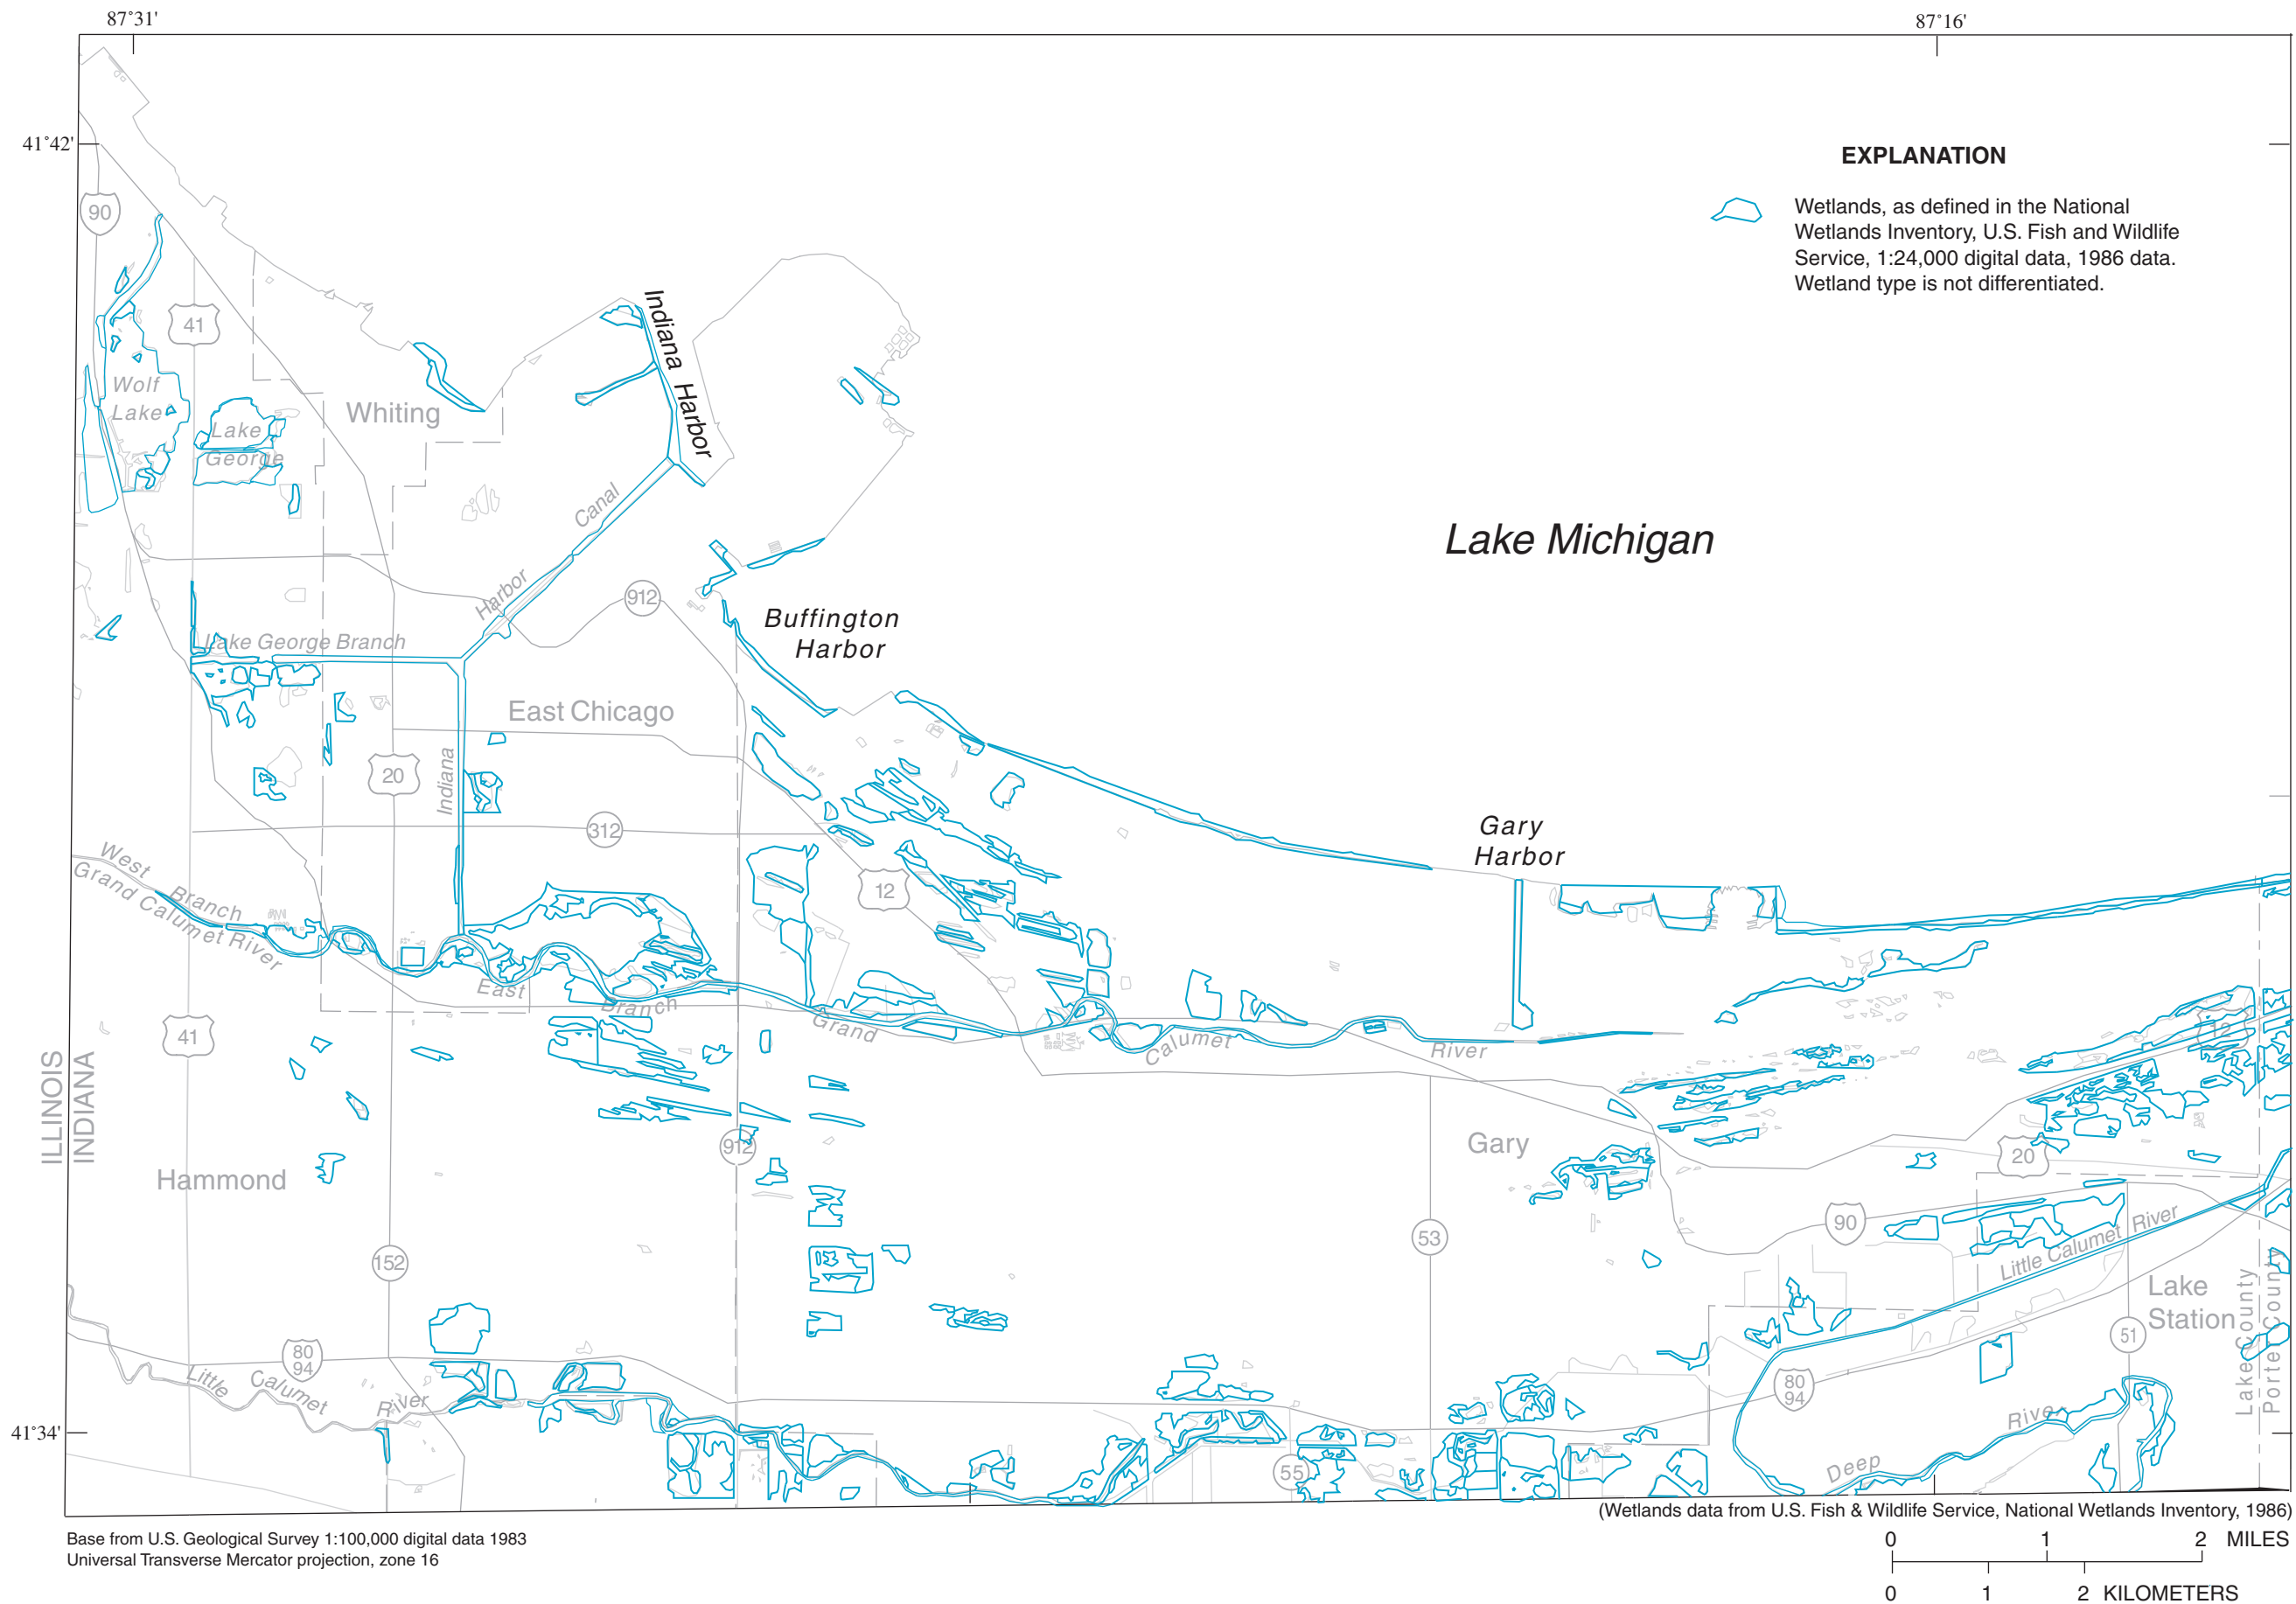 87°31'
87°16'
41°42'
EXPLANATION
Wetlands, as defined in the National
Wetlands Inventory, U.S. Fish and Wildlife
Service, 1:24,000 digital data, 1986 data.
Wetland type is not differentiated.
90
41
Wolf
Lake
Lake
George
Whiting
Indiana Harbor
Canal
Harbor
Lake Michigan
912
Buffington
Harbor
Lake George Branch
East Chicago
20
Indiana
312
12
Gary
Harbor
West
Branch
Grand Calumet River
East
Branch
Grand
Calumet
River
41
ILLINOIS
INDIANA
12
Gary
912
20
Hammond
53
90
152
Little Calumet River
Lake
Station
Lake County
Porter County
51
80
94
80
94
Little
Calumet
River
River
Deep
41°34'
55
(Wetlands data from U.S. Fish & Wildlife Service, National Wetlands Inventory, 1986)
Base from U.S. Geological Survey 1:100,000 digital data 1983
Universal Transverse Mercator projection, zone 16
0 1 2 MILES
0 1 2 KILOMETERS